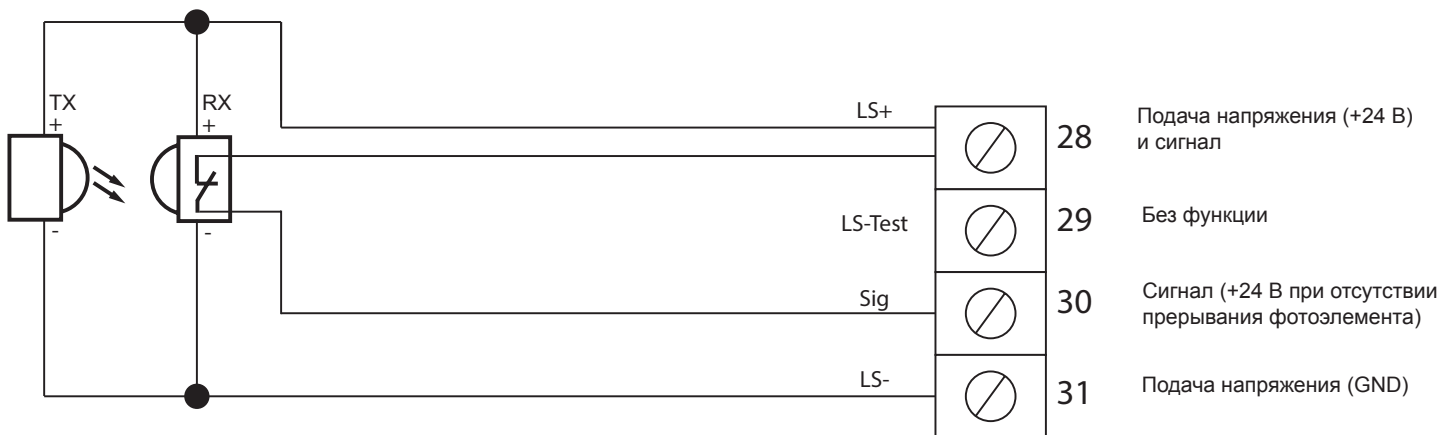 TX
+
-
RX
+
-
LS+
28
Подача напряжения (+24 В)
и сигнал
LS-Test
29
Без функции
Sig
30
Сигнал (+24 В при отсутствии
прерывания фотоэлемента)
LS-
31
Подача напряжения (GND)